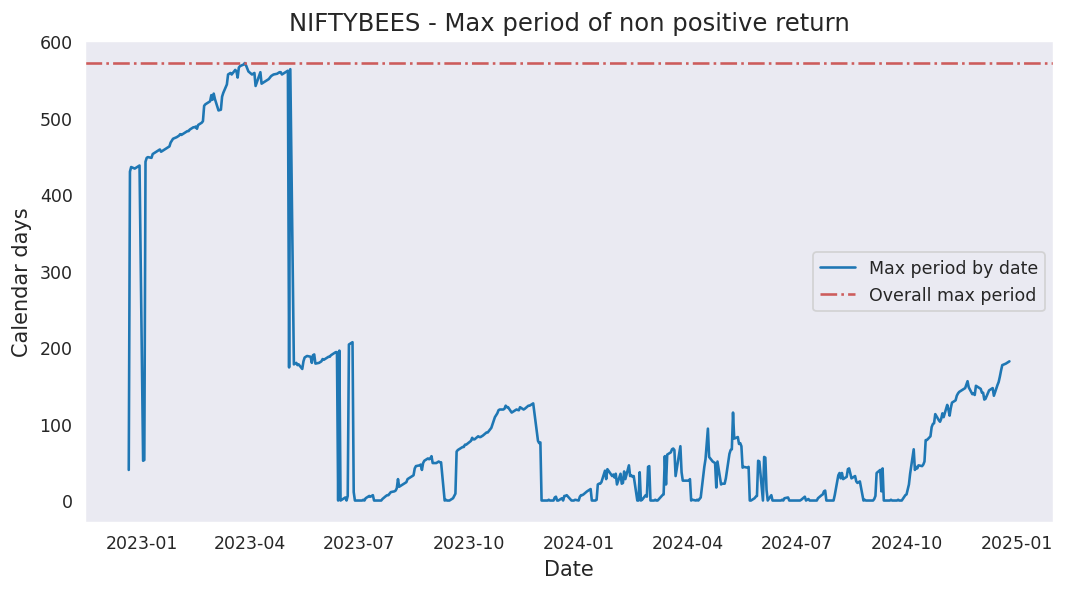 NIFTYBEES - Max period of non positive return
600
500
400
300
200
100
0
Calendar days
Max period by date
Overall max period
2023-01 2023-04 2023-07 2023-10 2024-01 2024-04 2024-07 2024-10 2025-01
Date